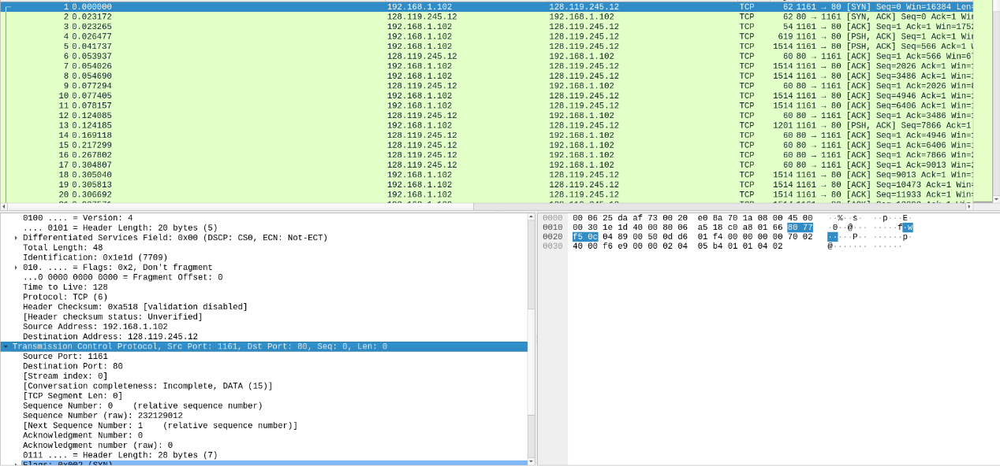 1 0.000000 192.168.1.102 128.119.245.12 TCP 62 1161 → 80 [SYN] Seq=0 Win=16384 Len=
2 0.023172 128.119.245.12 192.168.1.102 TCP 62 80 → 1161 [SYN, ACK] Seq=0 Ack=1
3 0.023265 192.168.1.102 128.119.245.12 TCP 54 1161 → 80 [ACK] Seq=1 Ack=1 Win=1752
4 0.026477 192.168.1.102 128.119.245.12 TCP 619 1161 → 80 [PSH, ACK] Seq=1 Ack=1
5 0.041737 192.168.1.102 128.119.245.12 TCP 1514 1161 → 80 [PSH, ACK] Seq=566 Ack=1
6 0.053937 128.119.245.12 192.168.1.102 TCP 60 80 → 1161 [ACK] Seq=1 Ack=566
7 0.054026 192.168.1.102 128.119.245.12 TCP 1514 1161 → 80 [ACK] Seq=2026 Ack=1 Win=
8 0.054690 192.168.1.102 128.119.245.12 TCP 1514 1161 → 80 [ACK] Seq=3486 Ack=1 Win=
9 0.077294 128.119.245.12 192.168.1.102 TCP 60 80 → 1161 [ACK] Seq=1 Ack=2026 Win=
10 0.077405 192.168.1.102 128.119.245.12 TCP 1514 1161 → 80 [ACK] Seq=4946 Ack=1 Win=
11 0.078157 192.168.1.102 128.119.245.12 TCP 1514 1161 → 80 [ACK] Seq=6406 Ack=1 Win=
12 0.124085 128.119.245.12 192.168.1.102 TCP 60 80 → 1161 [ACK] Seq=1 Ack=3486 Win=
13 0.124185 192.168.1.102 128.119.245.12 TCP 1201 1161 → 80 [PSH, ACK] Seq=7866 Ack=1
14 0.169118 128.119.245.12 192.168.1.102 TCP 60 80 → 1161 [ACK] Seq=1 Ack=4946 Win=
15 0.217299 128.119.245.12 192.168.1.102 TCP 60 80 → 1161 [ACK] Seq=1 Ack=6406 Win=
16 0.267802 128.119.245.12 192.168.1.102 TCP 60 80 → 1161 [ACK] Seq=1 Ack=7866 Win=
17 0.304807 128.119.245.12 192.168.1.102 TCP 60 80 → 1161 [ACK] Seq=1 Ack=9013 Win=
18 0.305040 192.168.1.102 128.119.245.12 TCP 1514 1161 → 80 [ACK] Seq=9013 Ack=1 Win=
19 0.305813 192.168.1.102 128.119.245.12 TCP 1514 1161 → 80 [ACK] Seq=10473 Ack=1 Win=
20 0.306692 192.168.1.102 128.119.245.12 TCP 1514 1161 → 80 [ACK] Seq=11933 Ack=1 Win=
0100 .... = Version: 4
.... 0101 = Header Length: 20 bytes (5)
Differentiated Services Field: 0x00 (DSCP: CS0, ECN: Not-ECT)
Total Length: 48
Identification: 0x1e1d (7709)
010. .... = Flags: 0x2, Don't fragment
...0 0000 0000 0000 = Fragment Offset: 0
Time to Live: 128
Protocol: TCP (6)
Header Checksum: 0xa518 [validation disabled]
[Header checksum status: Unverified]
Source Address: 192.168.1.102
Destination Address: 128.119.245.12
Transmission Control Protocol, Src Port: 1161, Dst Port: 80, Seq: 0, Len: 0
Source Port: 1161
Destination Port: 80
[Stream index: 0]
[Conversation completeness: Incomplete, DATA (15)]
[TCP Segment Len: 0]
Sequence Number: 0    (relative sequence number)
Sequence Number (raw): 232129012
[Next Sequence Number: 1    (relative sequence number)]
Acknowledgment Number: 0
Acknowledgment number (raw): 0
0111 .... = Header Length: 28 bytes (7)
Flags: 0x002 (SYN)
0000 00 06 25 da af 73 00 20 e0 8a 70 1a 08 00 45 00 ··%··s·  ··p···E·
0010 00 30 1e 1d 40 00 80 06 a5 18 c0 a8 01 66 80 77 ·0··@··· ·····f·w
0020 f5 0c 04 89 00 50 0d d6 01 f4 00 00 00 00 70 02 ·····P·· ······p·
0030 40 00 f6 e9 00 00 02 04 05 b4 01 01 04 02 @······· ······